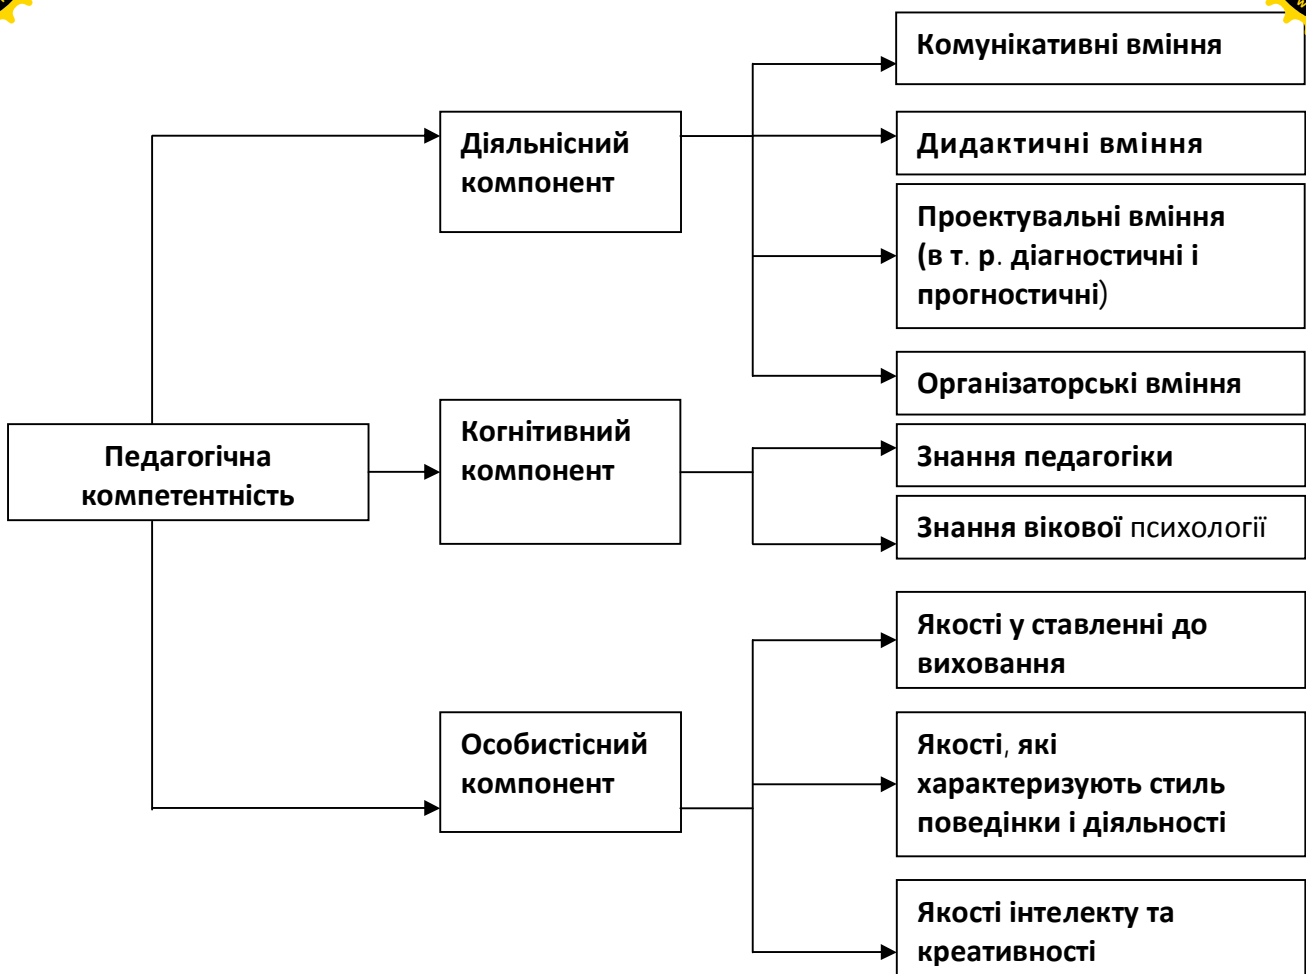 Комунікативні вміння
Діяльнісний
компонент
Дидактичні вміння
Проектувальні вміння
(в т. р. діагностичні і
прогностичні)
Організаторські вміння
Педагогічна
компетентність
Когнітивний
компонент
Знання педагогіки
Знання вікової психології
Особистісний
компонент
Якості у ставленні до
виховання
Якості, які
характеризують стиль
поведінки і діяльності
Якості інтелекту та
креативності